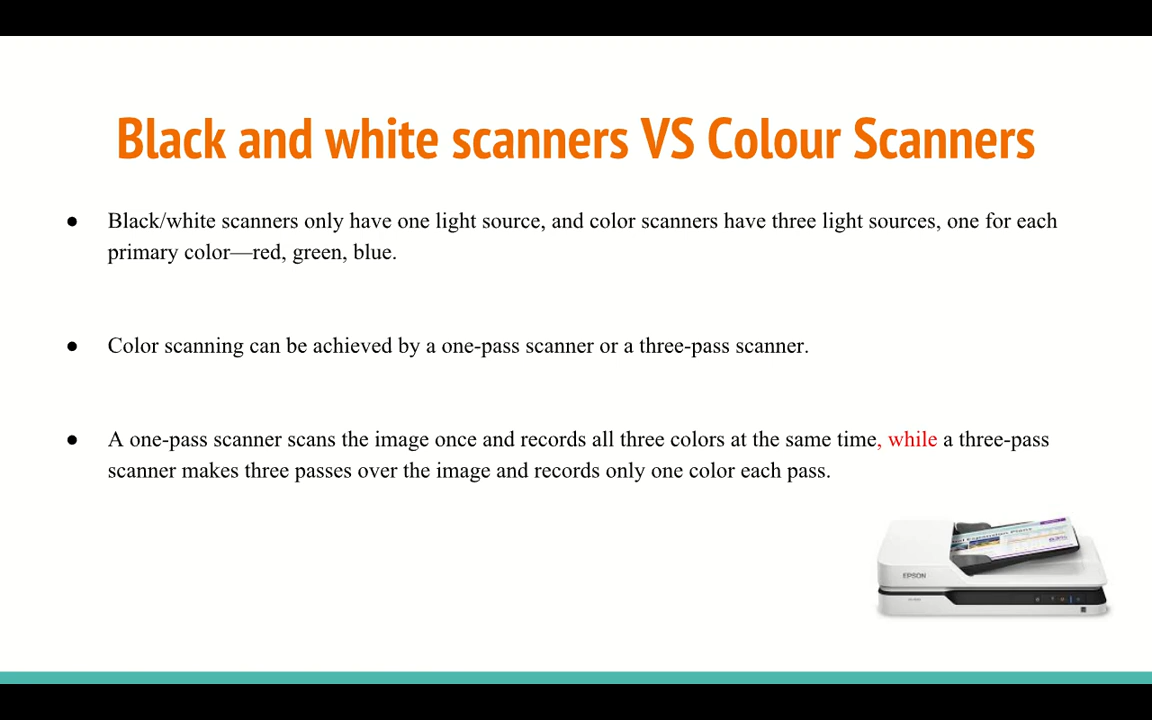 Black and white scanners VS Colour Scanners
● Black/white scanners only have one light source, and color scanners have three light sources, one for each
primary color—red, green, blue.
● Color scanning can be achieved by a one-pass scanner or a three-pass scanner.
● A one-pass scanner scans the image once and records all three colors at the same time, while a three-pass
scanner makes three passes over the image and records only one color each pass.
EPSON